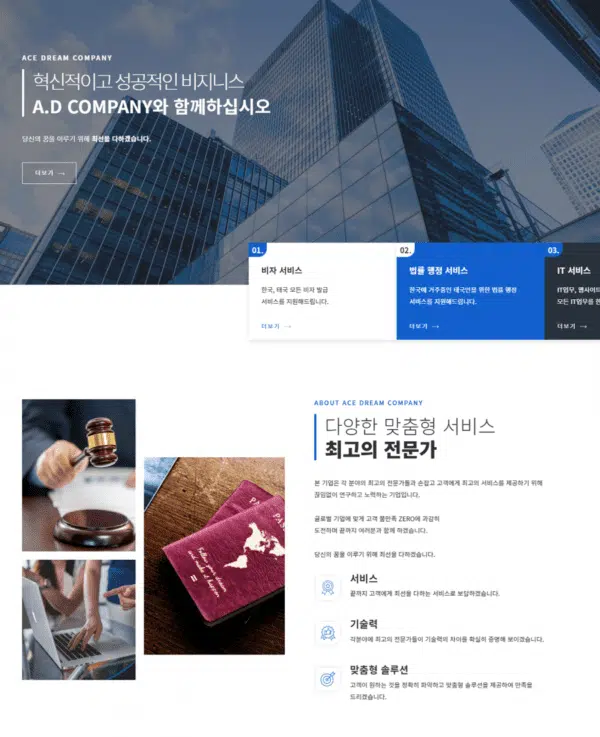 ACE DREAM COMPANY
혁신적이고 성공적인 비지니스
A.D COMPANY와 함께하십시오
당신의 꿈을 이루기 위해 최선을 다하겠습니다.
더보기 →
01.
비자 서비스
한국, 태국 모든 비자 발급
서비스를 지원해드립니다.
더보기 →
02.
법률 행정 서비스
한국에 거주중인 태국인을 위한 법률 행정
서비스를 지원해드립니다.
더보기 →
03.
IT 서비스
IT업무, 웹사이드
모든 IT업무를 한
더보기 →
ABOUT ACE DREAM COMPANY
다양한 맞춤형 서비스
최고의 전문가
본 기업은 각 분야의 최고의 전문가들과 손잡고 고객에게 최고의 서비스를 제공하기 위해
끊임없이 연구하고 노력하는 기업입니다.
글로벌 기업에 맞게 고객 불만족 ZERO에 과감히
도전하며 끝까지 여러분과 함께 하겠습니다.
당신의 꿈을 이루기 위해 최선을 다하겠습니다.
서비스
끝까지 고객에게 최선을 다하는 서비스로 보답하겠습니다.
기술력
각분야에 최고의 전문가들이 기술력의 차이를 확실히 증명해 보이겠습니다.
맞춤형 솔루션
고객이 원하는 것을 정확히 파악하고 맞춤형 솔루션을 제공하여 만족을
드리겠습니다.
PASSPORT
Follow your dream
and make it happen